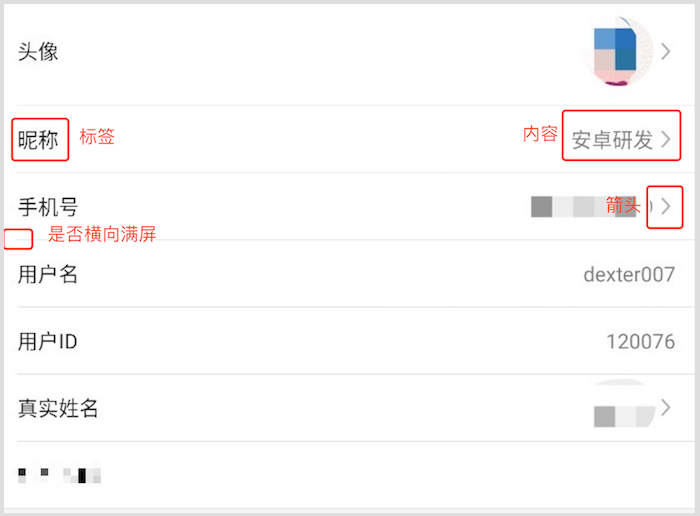 头像
昵称 标签 内容 安卓研发
手机号 箭头
是否横向满屏
用户名 dexter007
用户ID 120076
真实姓名